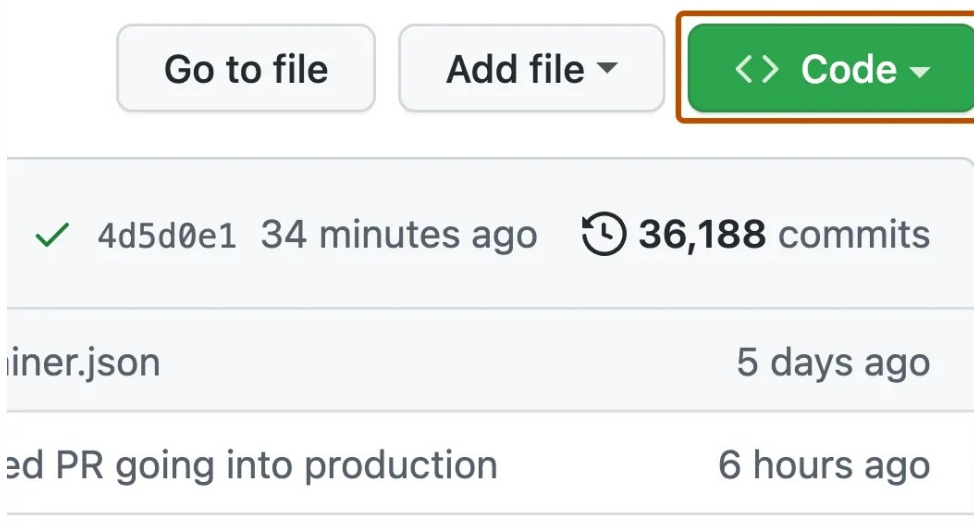 Go to file Add file <> Code
4d5d0e1 34 minutes ago 36,188 commits
iner.json 5 days ago
ed PR going into production 6 hours ago